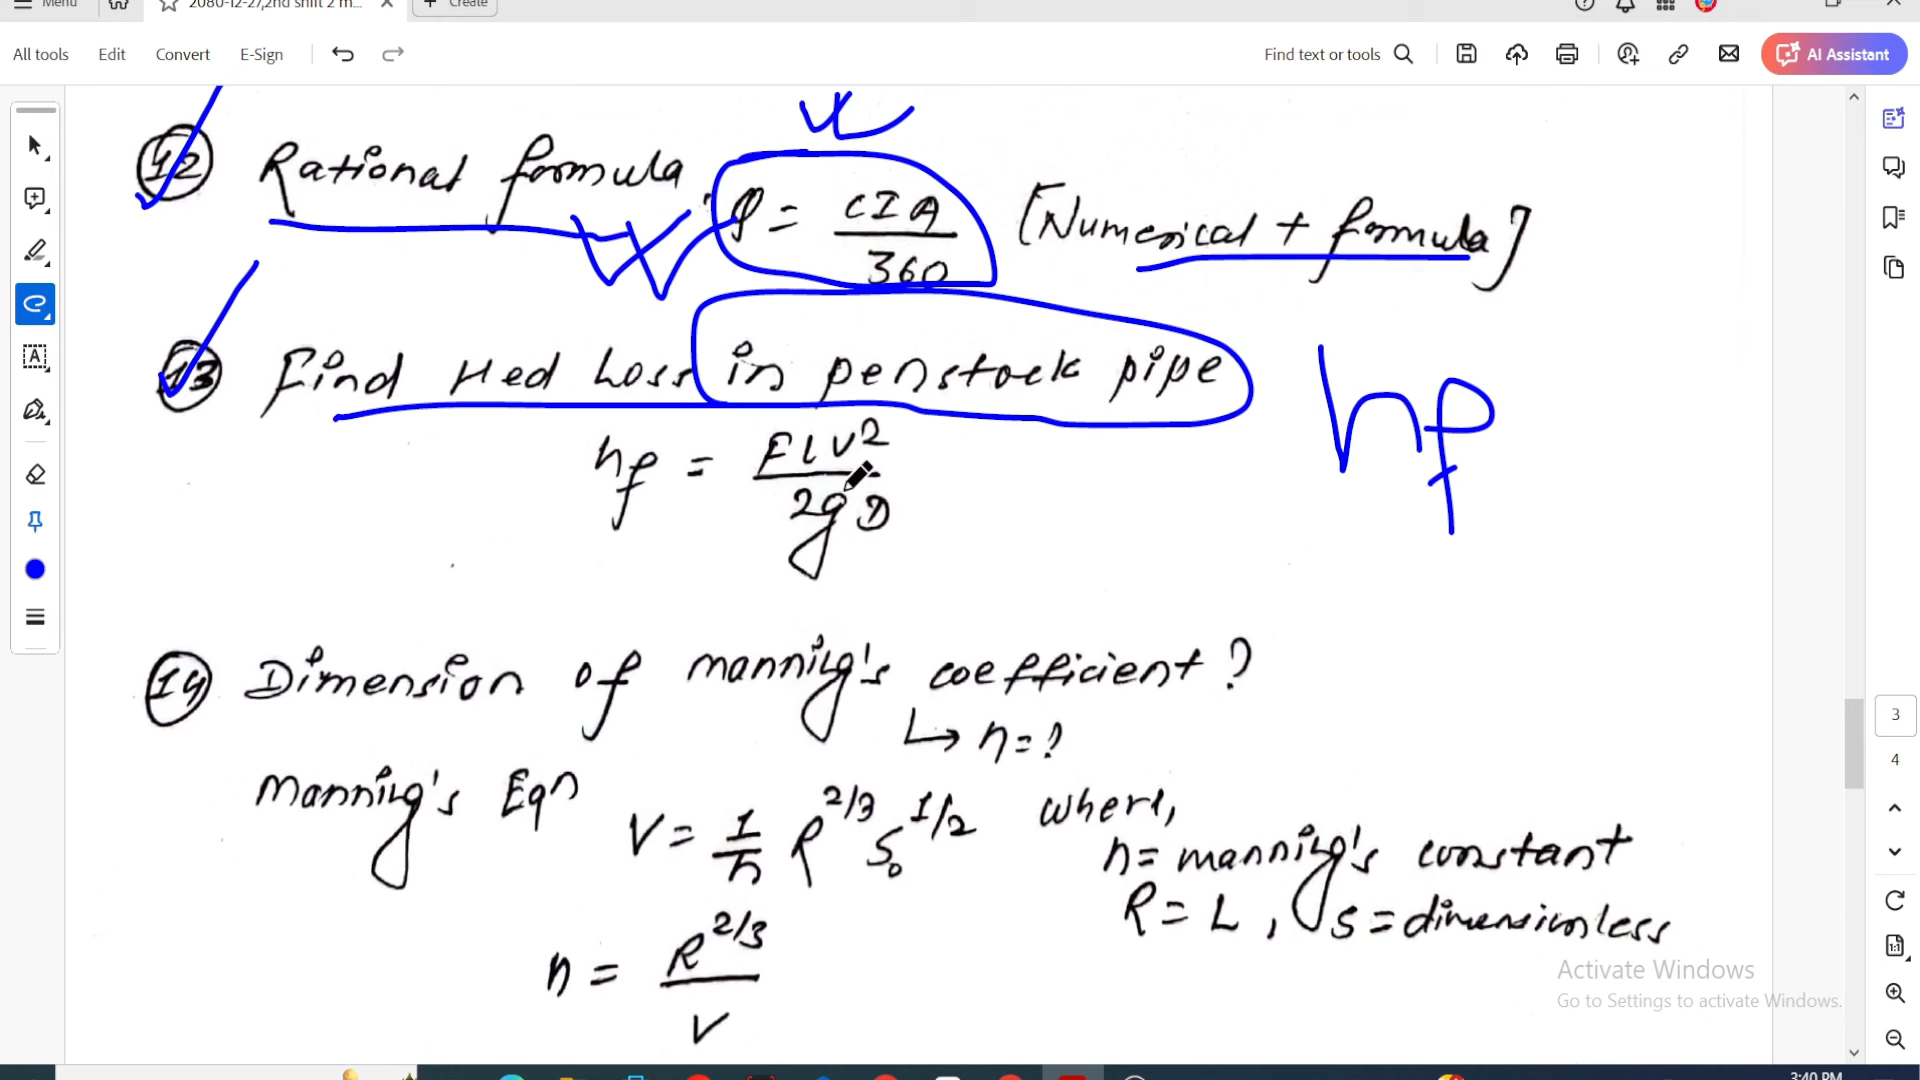 Menu
2080-12-27,2nd shift 2 m...
Create
All tools
Edit
Convert
E-Sign
Find text or tools
AI Assistant
12 Rational formula Q = CIA / 360 [Numerical + formula]
13 Find Hed Loss in penstock pipe
hf
hf = FLV² / 2gD
14 Dimension of manning's coefficient?
↳ n = ?
Manning's Eqn V = 1/n R^2/3 S₀^1/2 where,
n = manning's constant
R = L, S = dimensionless
n = R^2/3 / V
3
4
Activate Windows
Go to Settings to activate Windows.
3:40 PM